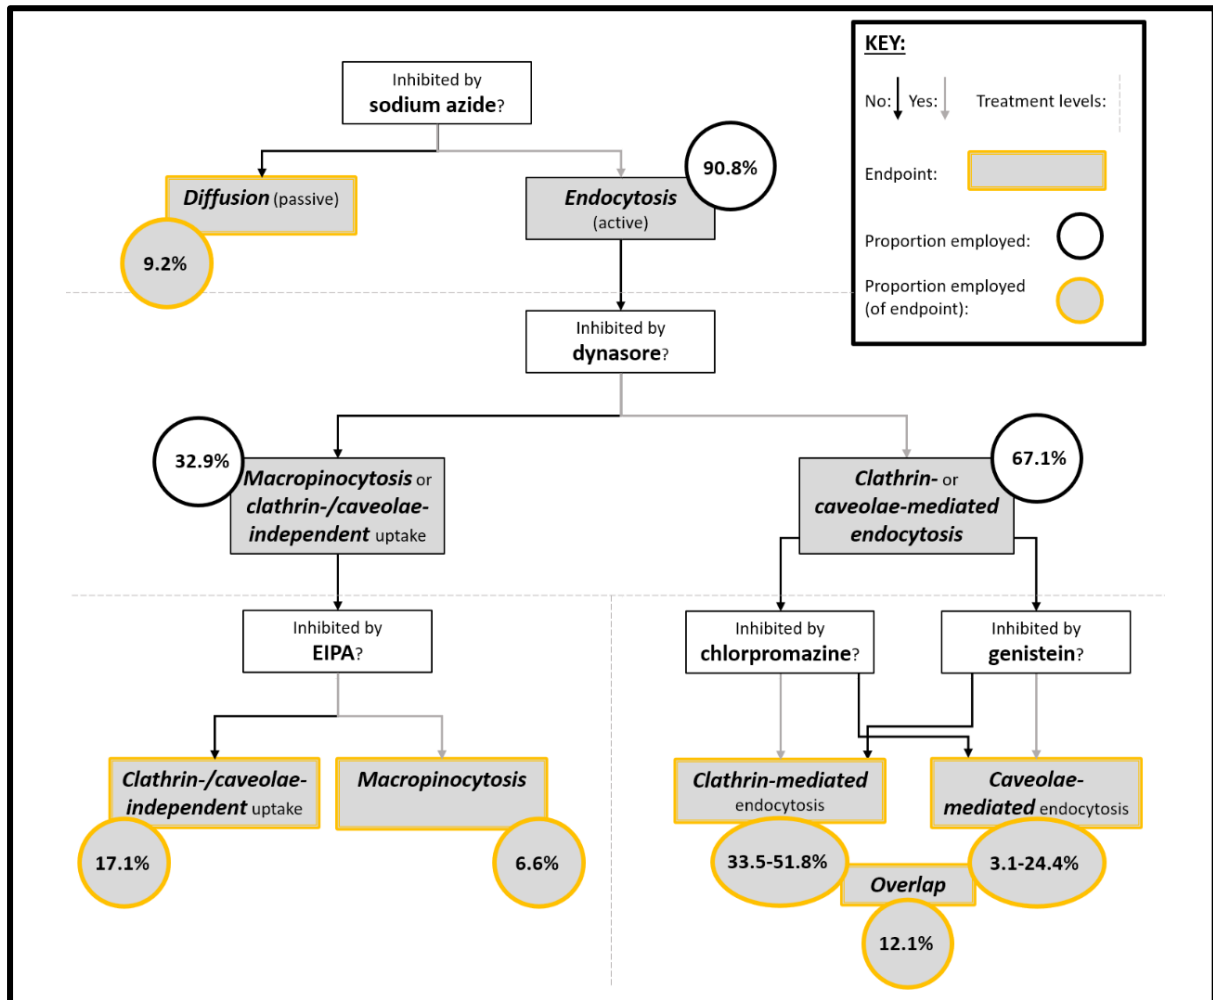 KEY:
No: Yes: Treatment levels:
Endpoint:
Proportion employed:
Proportion employed
(of endpoint):
Inhibited by
sodium azide?
Diffusion (passive)
9.2%
Endocytosis
(active)
90.8%
Inhibited by
dynasore?
32.9%
Macropinocytosis or
clathrin-/caveolae-
independent uptake
67.1%
Clathrin- or
caveolae-mediated
endocytosis
Inhibited by
EIPA?
Inhibited by
chlorpromazine?
Inhibited by
genistein?
Clathrin-/caveolae-
independent uptake
17.1%
Macropinocytosis
6.6%
Clathrin-mediated
endocytosis
33.5-51.8%
Caveolae-
mediated endocytosis
3.1-24.4%
Overlap
12.1%